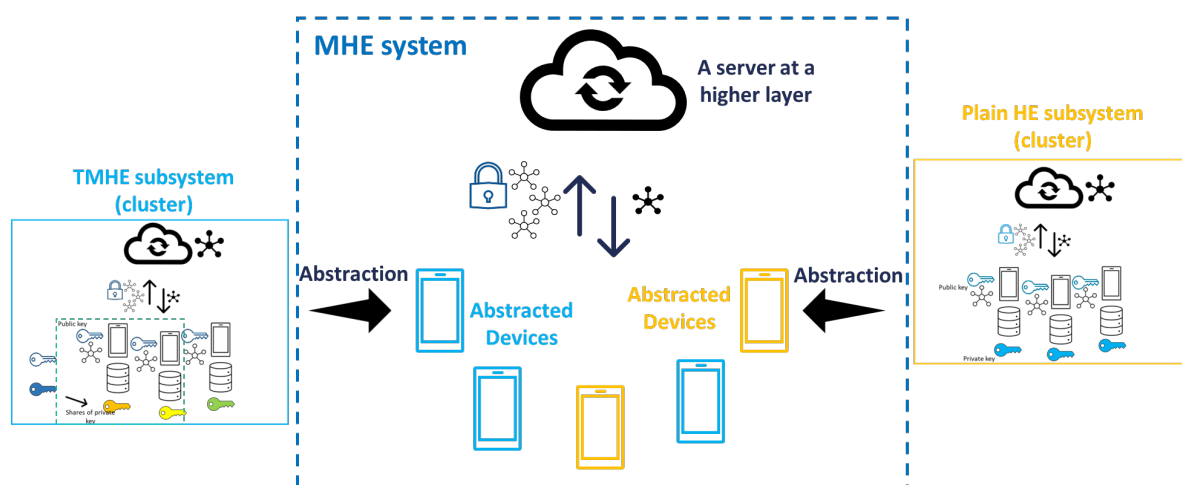 MHE system
A server at a
higher layer
Plain HE subsystem
(cluster)
TMHE subsystem
(cluster)
Abstraction
Abstraction
Abstracted
Devices
Abstracted
Devices
Public key
Shares of private
key
Public key
Private key